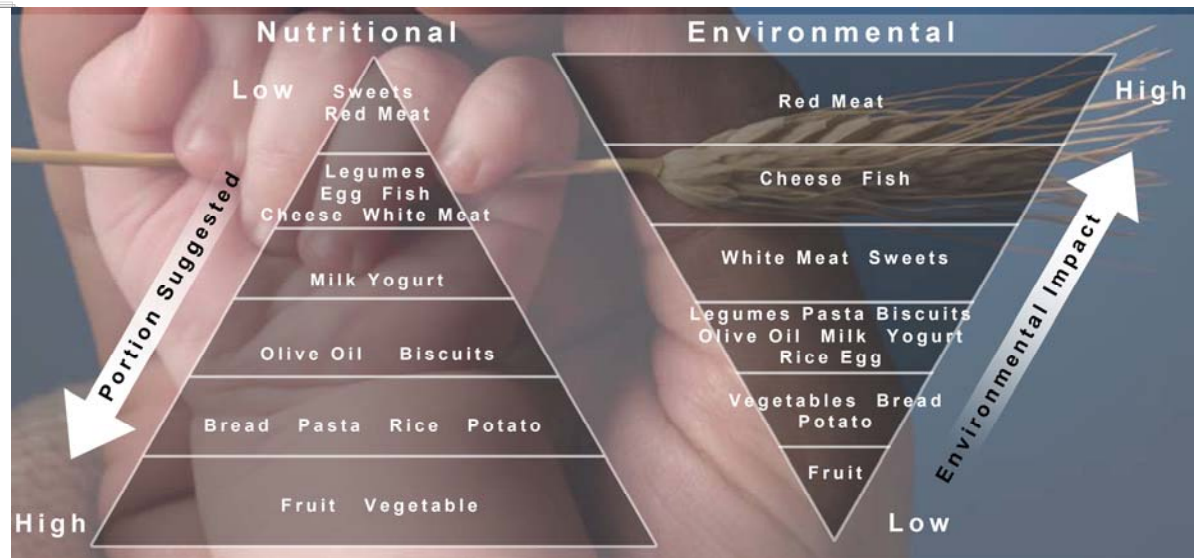 Nutritional
Low
Sweets
Red Meat
Legumes
Egg Fish
Cheese White Meat
Milk Yogurt
Olive Oil Biscuits
Bread Pasta Rice Potato
Fruit Vegetable
High
Portion Suggested
Environmental
High
Red Meat
Cheese Fish
White Meat Sweets
Legumes Pasta Biscuits
Olive Oil Milk Yogurt
Rice Egg
Vegetables Bread
Potato
Fruit
Low
Environmental Impact